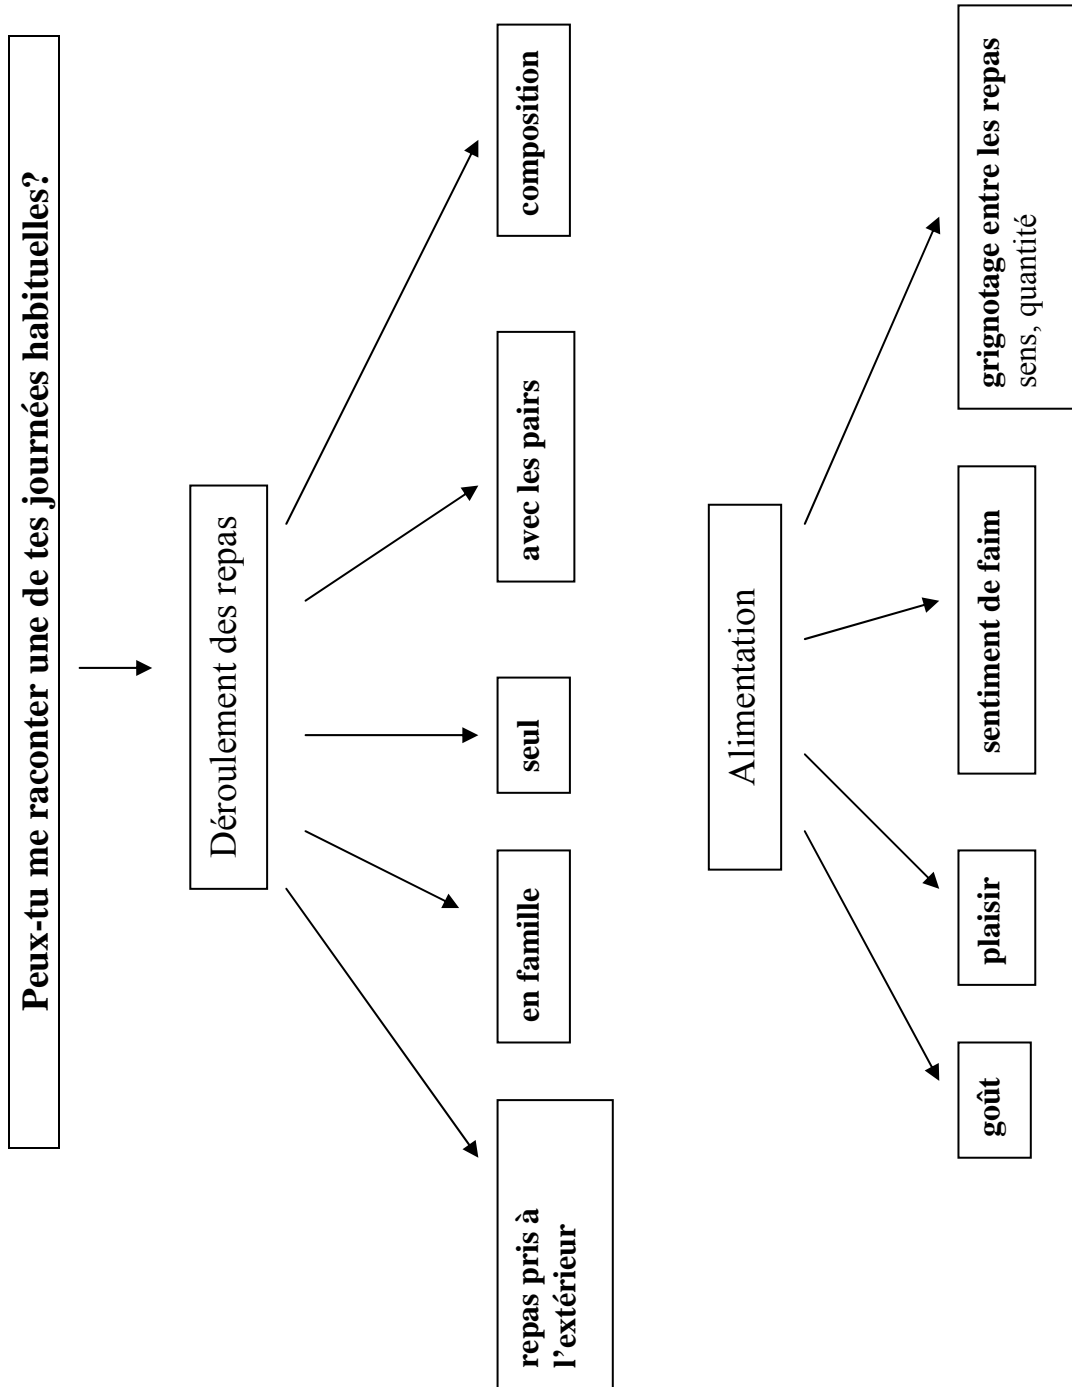 Peux-tu me raconter une de tes journées habituelles?
Déroulement des repas
repas pris à
l’extérieur
en famille
seul
avec les pairs
composition
Alimentation
goût
plaisir
sentiment de faim
grignotage entre les repas
sens, quantité